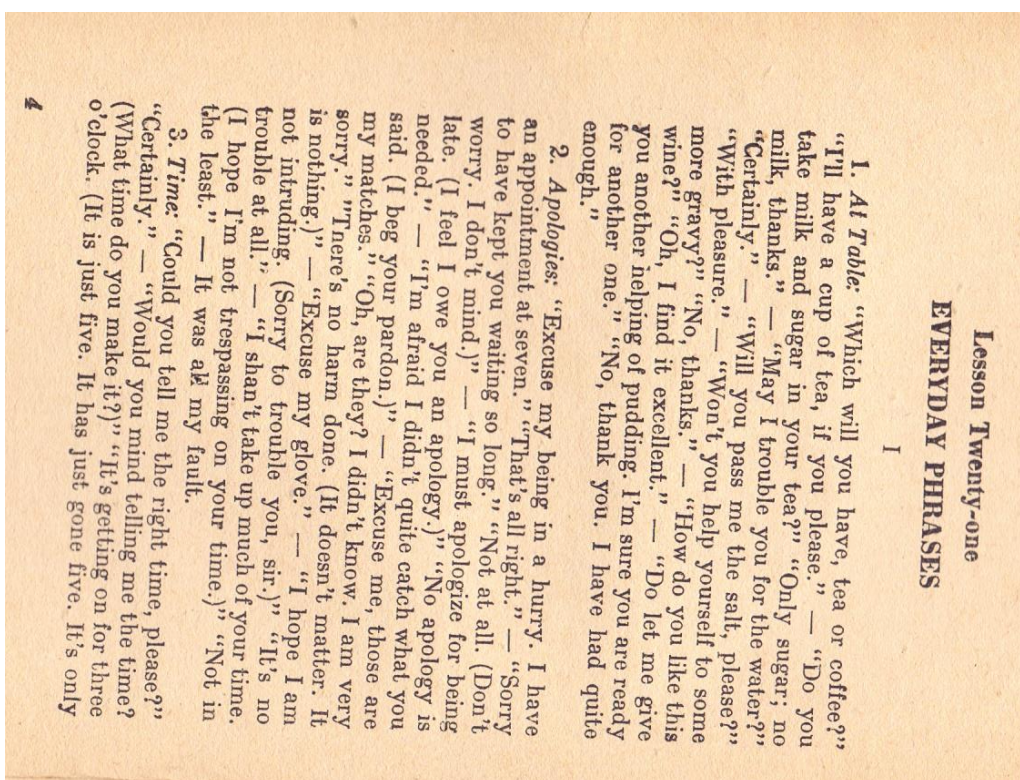 Lesson Twenty-one
EVERYDAY PHRASES
I
1. At Table: “Which will you have, tea or coffee?”
“I'll have a cup of tea, if you please.” — “Do you
take milk and sugar in your tea?” “Only sugar; no
milk, thanks.” — “May I trouble you for the water?”
“Certainly.” — “Will you pass me the salt, please?”
“With pleasure.” — “Won't you help yourself to some
more gravy?” “No, thanks.” — “How do you like this
wine?” “Oh, I find it excellent.” — “Do let me give
you another helping of pudding. I'm sure you are ready
for another one.” “No, thank you. I have had quite
enough.”
2. Apologies: “Excuse my being in a hurry. I have
an appointment at seven.” “That's all right.” — “Sorry
to have kept you waiting so long.” “Not at all. (Don't
worry. I don't mind.)” — “I must apologize for being
late. (I feel I owe you an apology.)” “No apology is
needed.” — “I'm afraid I didn't quite catch what you
said. (I beg your pardon.)” — “Excuse me, those are
my matches.” “Oh, are they? I didn't know. I am very
sorry.” “There's no harm done. (It doesn't matter. It
is nothing.)” — “Excuse my glove.” — “I hope I am
not intruding. (Sorry to trouble you, sir.)” “It's no
trouble at all.” — “I shan't take up much of your time.
(I hope I'm not trespassing on your time.)” “Not in
the least.” — It was all my fault.
3. Time: “Could you tell me the right time, please?”
“Certainly.” — “Would you mind telling me the time?
(What time do you make it?)” “It's getting on for three
o'clock. (It is just five. It has just gone five. It's only
4